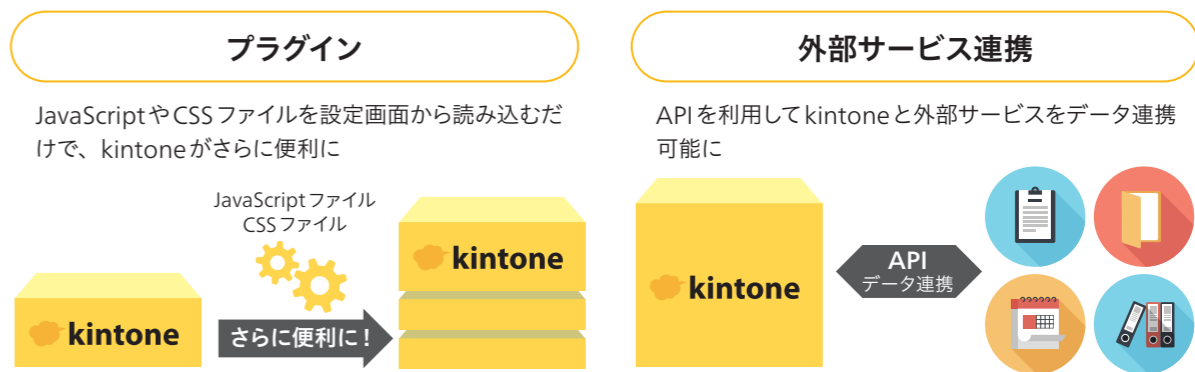 プラグイン
JavaScriptやCSSファイルを設定画面から読み込むだ
けで、kintoneがさらに便利に
JavaScriptファイル
CSSファイル
kintone
さらに便利に！
kintone
外部サービス連携
APIを利用してkintoneと外部サービスをデータ連携
可能に
kintone
API
データ連携